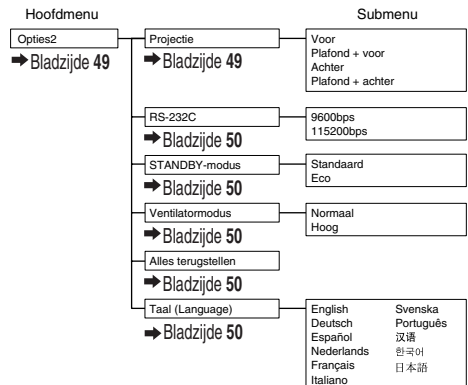 Hoofdmenu
Submenu
Opties2
➡Bladzijde 49
Projectie
➡Bladzijde 49
Voor
Plafond + voor
Achter
Plafond + achter
RS-232C
➡Bladzijde 50
9600bps
115200bps
STANDBY-modus
➡Bladzijde 50
Standaard
Eco
Ventilatormodus
➡Bladzijde 50
Normaal
Hoog
Alles terugstellen
➡Bladzijde 50
Taal (Language)
➡Bladzijde 50
English
Deutsch
Español
Nederlands
Français
Italiano
Svenska
Português
汉语
한국어
日本語